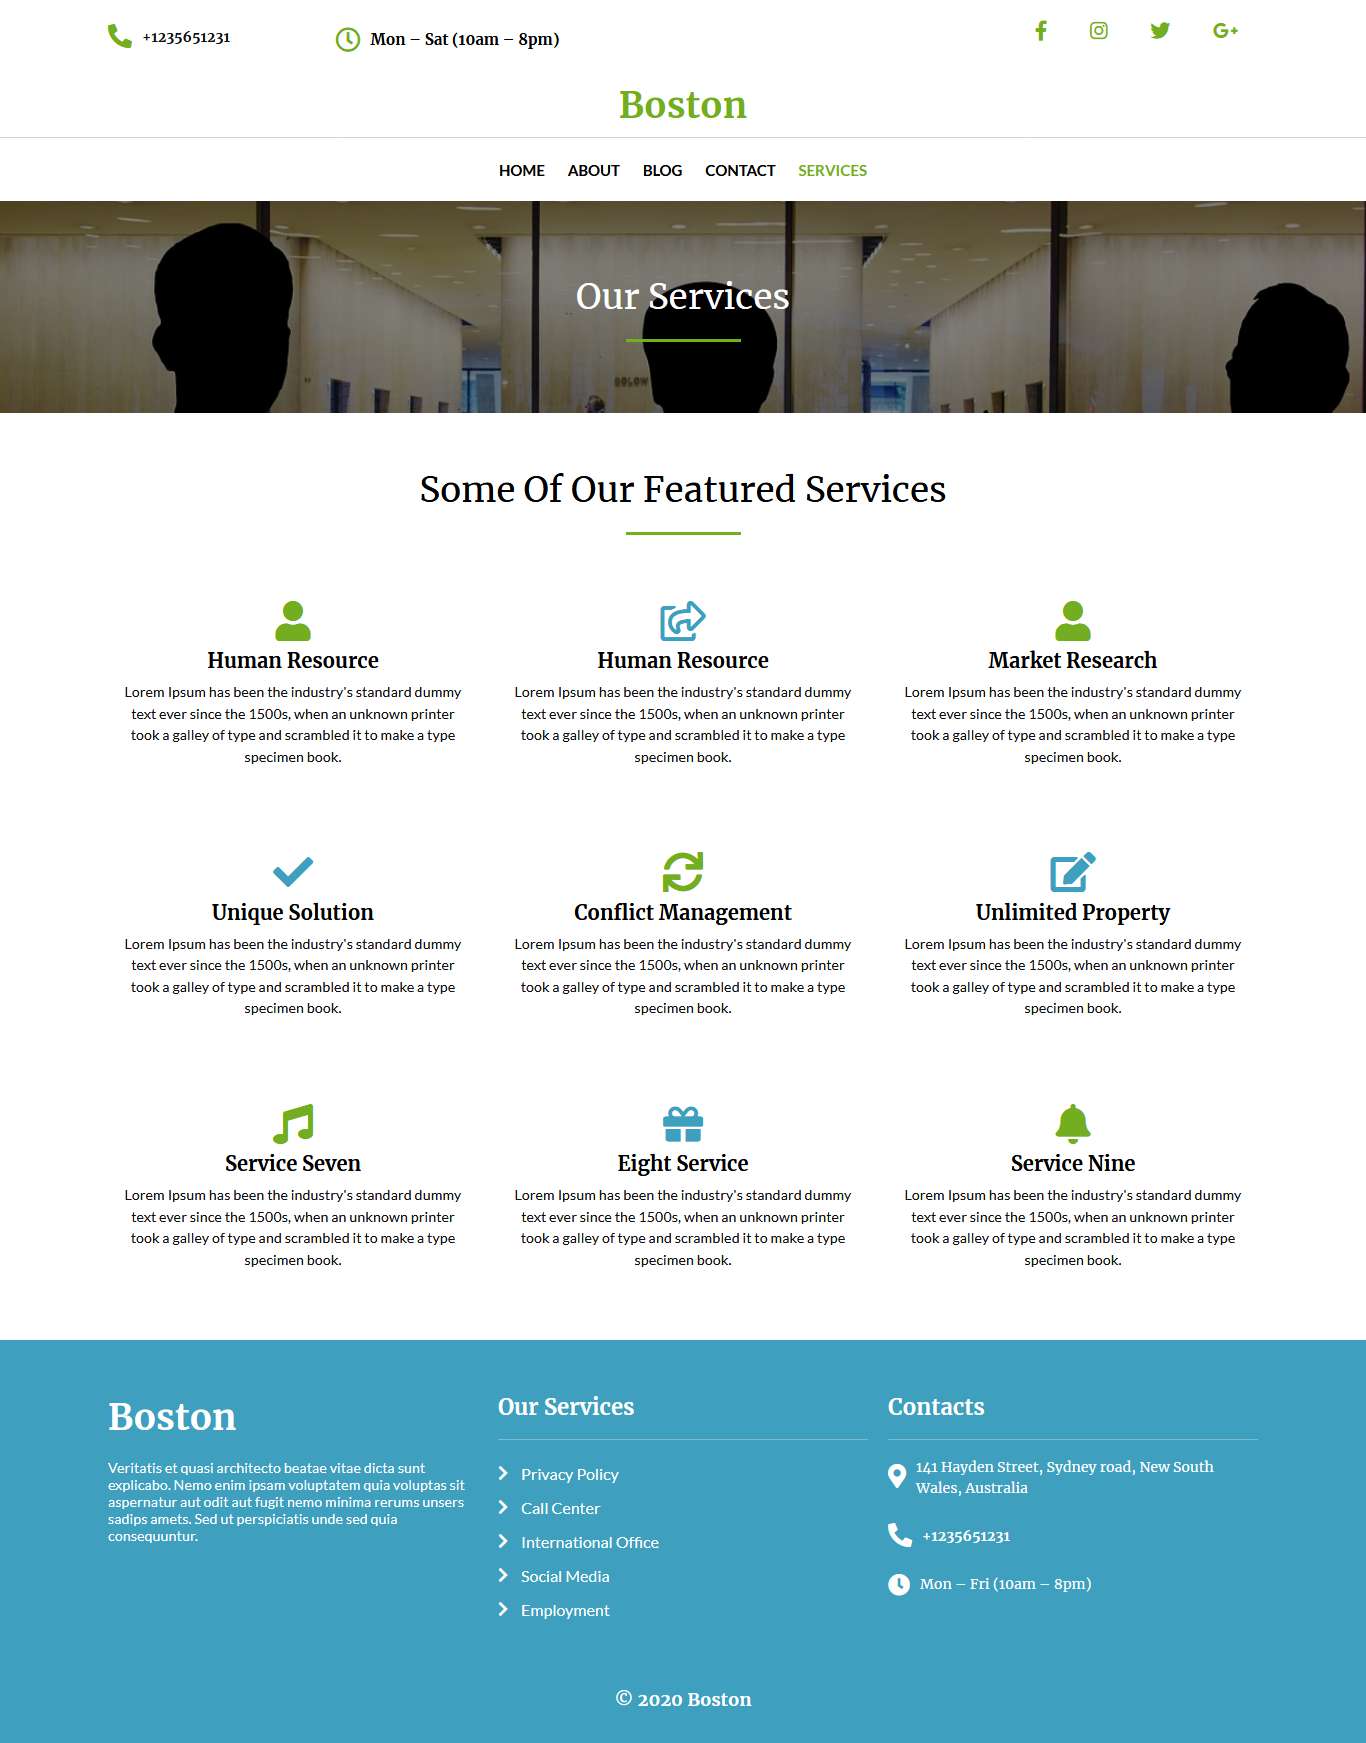 +1235651231
Mon – Sat (10am – 8pm)
Boston
HOME ABOUT BLOG CONTACT SERVICES
Our Services
Some Of Our Featured Services
Human Resource
Lorem Ipsum has been the industry's standard dummy
text ever since the 1500s, when an unknown printer
took a galley of type and scrambled it to make a type
specimen book.
Human Resource
Lorem Ipsum has been the industry's standard dummy
text ever since the 1500s, when an unknown printer
took a galley of type and scrambled it to make a type
specimen book.
Market Research
Lorem Ipsum has been the industry's standard dummy
text ever since the 1500s, when an unknown printer
took a galley of type and scrambled it to make a type
specimen book.
Unique Solution
Lorem Ipsum has been the industry's standard dummy
text ever since the 1500s, when an unknown printer
took a galley of type and scrambled it to make a type
specimen book.
Conflict Management
Lorem Ipsum has been the industry's standard dummy
text ever since the 1500s, when an unknown printer
took a galley of type and scrambled it to make a type
specimen book.
Unlimited Property
Lorem Ipsum has been the industry's standard dummy
text ever since the 1500s, when an unknown printer
took a galley of type and scrambled it to make a type
specimen book.
Service Seven
Lorem Ipsum has been the industry's standard dummy
text ever since the 1500s, when an unknown printer
took a galley of type and scrambled it to make a type
specimen book.
Eight Service
Lorem Ipsum has been the industry's standard dummy
text ever since the 1500s, when an unknown printer
took a galley of type and scrambled it to make a type
specimen book.
Service Nine
Lorem Ipsum has been the industry's standard dummy
text ever since the 1500s, when an unknown printer
took a galley of type and scrambled it to make a type
specimen book.
Boston
Veritatis et quasi architecto beatae vitae dicta sunt
explicabo. Nemo enim ipsam voluptatem quia voluptas sit
aspernatur aut odit aut fugit nemo minima rerums unsers
sadips amets. Sed ut perspiciatis unde sed quia
consequuntur.
Our Services
Privacy Policy
Call Center
International Office
Social Media
Employment
Contacts
141 Hayden Street, Sydney road, New South
Wales, Australia
+1235651231
Mon – Fri (10am – 8pm)
© 2020 Boston